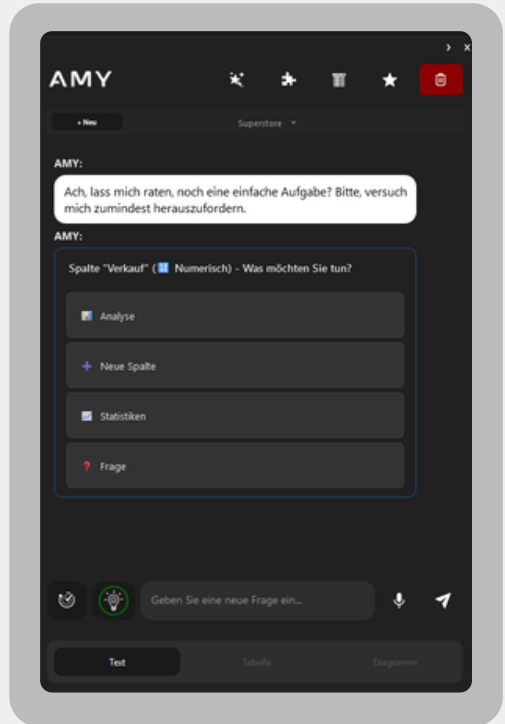 AMY
+ Neu
Superstore
AMY:
Ach, lass mich raten, noch eine einfache Aufgabe? Bitte, versuch
mich zumindest herauszufordern.
AMY:
Spalte "Verkauf" (🔢 Numerisch) - Was möchten Sie tun?
Analyse
Neue Spalte
Statistiken
Frage
Geben Sie eine neue Frage ein...
Text
Tabelle
Diagramm